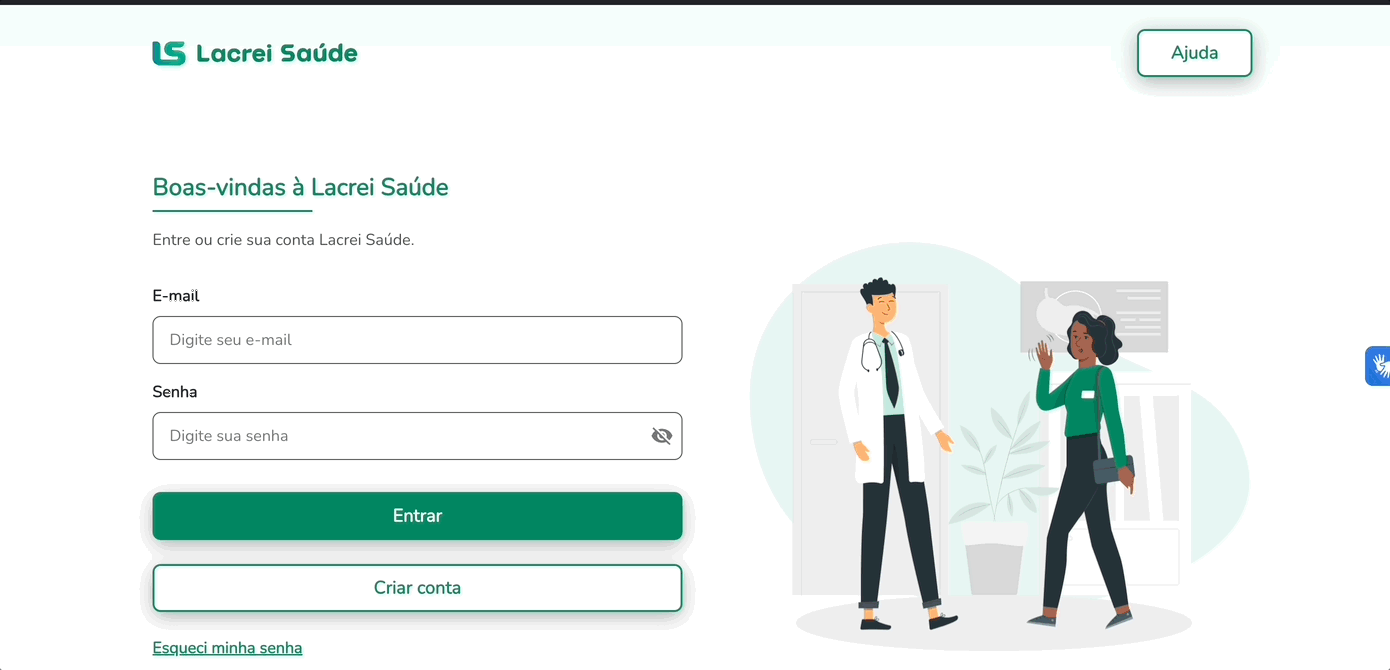 LS Lacrei Saúde
Ajuda
Boas-vindas à Lacrei Saúde
Entre ou crie sua conta Lacrei Saúde.
E-mail
Digite seu e-mail
Senha
Digite sua senha
Entrar
Criar conta
Esqueci minha senha